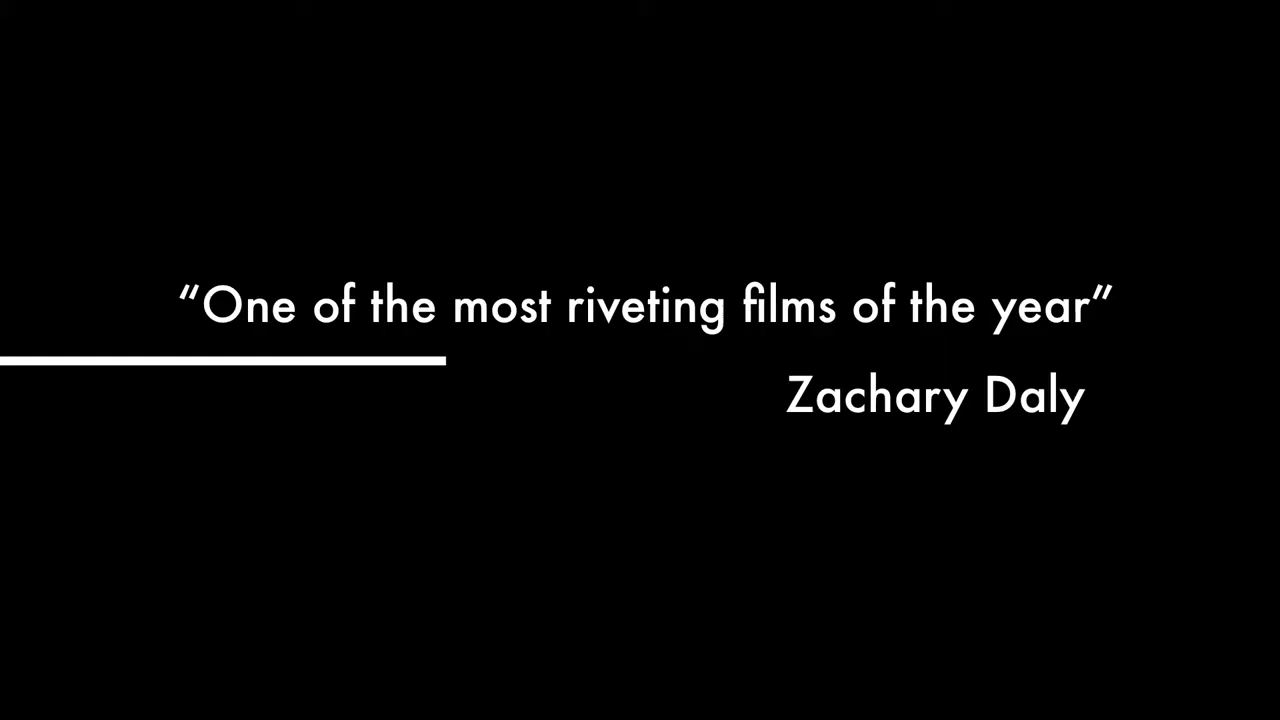 “One of the most riveting films of the year”
Zachary Daly